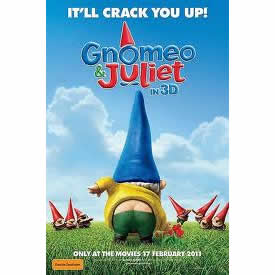 IT'LL CRACK YOU UP!
Gnomeo
& Juliet
IN 3D
ONLY AT THE MOVIES 17 FEBRUARY 2011